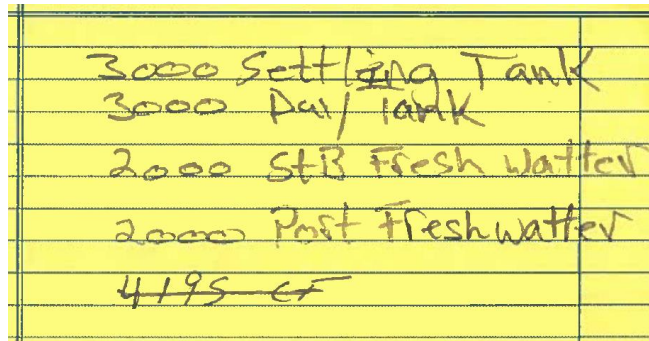 3000 Settling Tank
3000 Day Tank
2000 StB Fresh Watter
2000 Port Freshwatter
4195 CF